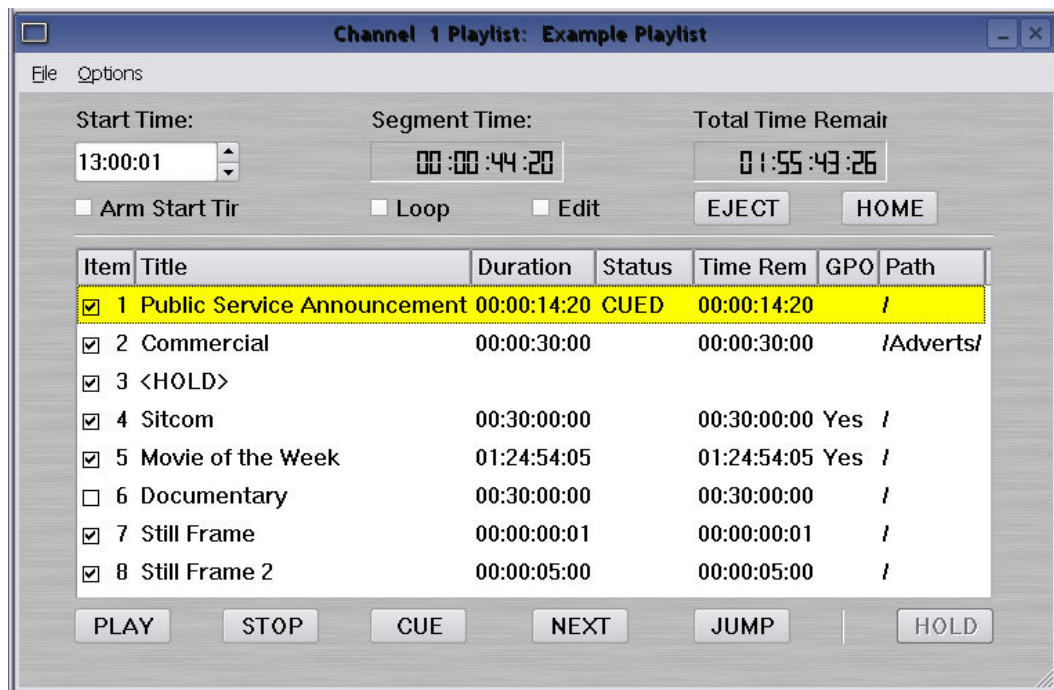 Channel 1 Playlist: Example Playlist
File Options
Start Time: Segment Time: Total Time Remair
13:00:01 00:00:44:20 01:55:43:26
Arm Start Tir Loop Edit EJECT HOME
Item Title Duration Status Time Rem GPO Path
1 Public Service Announcement 00:00:14:20 CUED 00:00:14:20 /
2 Commercial 00:00:30:00 00:00:30:00 /Adverts/
3 <HOLD>
4 Sitcom 00:30:00:00 00:30:00:00 Yes /
5 Movie of the Week 01:24:54:05 01:24:54:05 Yes /
6 Documentary 00:30:00:00 00:30:00:00 /
7 Still Frame 00:00:00:01 00:00:00:01 /
8 Still Frame 2 00:00:05:00 00:00:05:00 /
PLAY STOP CUE NEXT JUMP HOLD